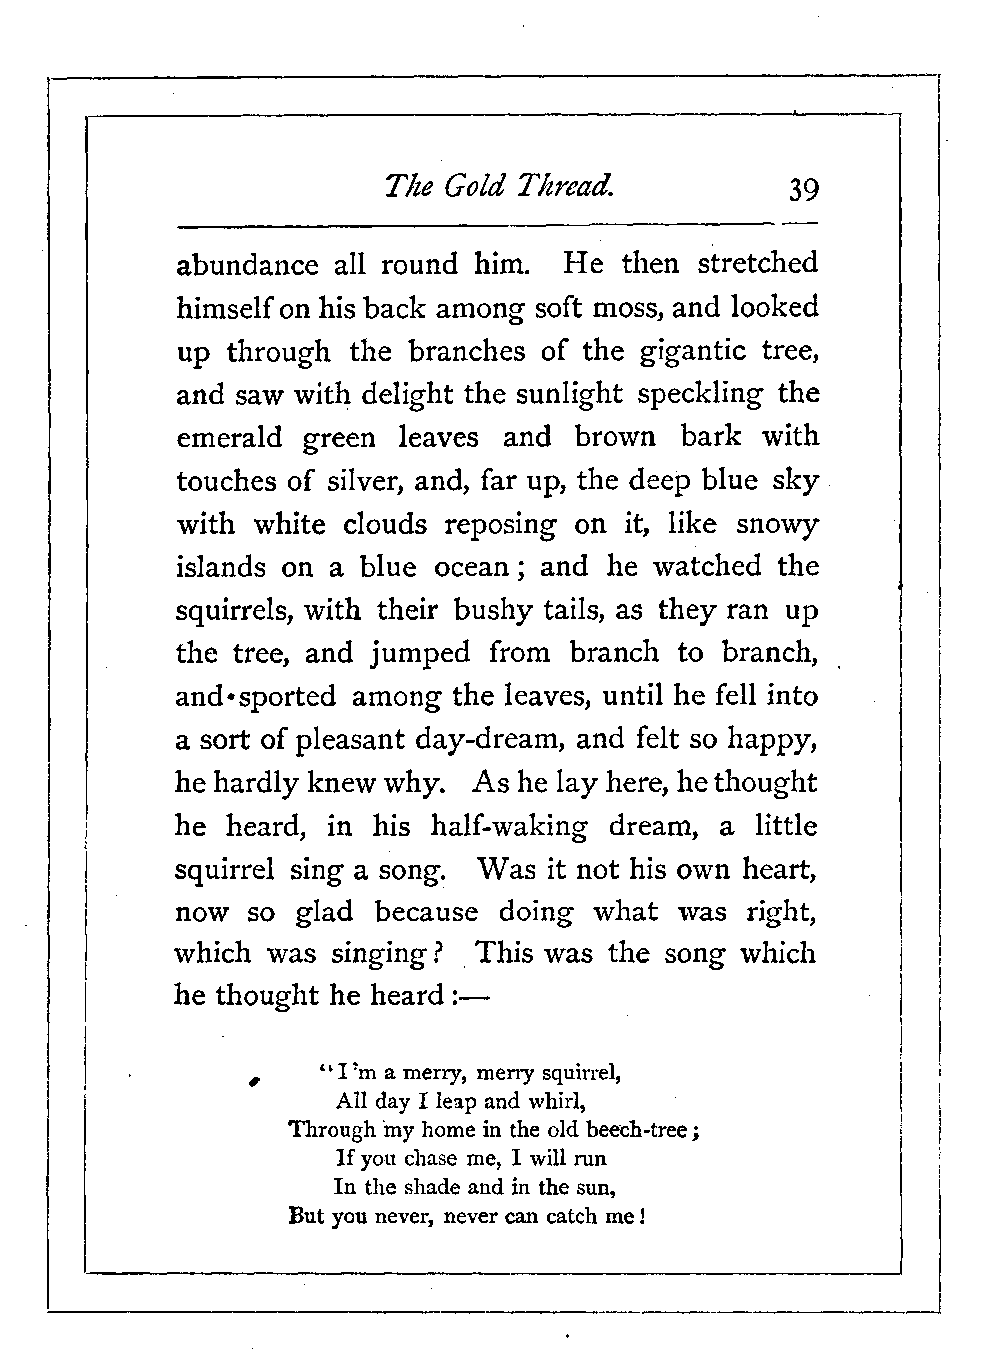 The Gold Thread. 39
abundance all round him. He then stretched
himself on his back among soft moss, and looked
up through the branches of the gigantic tree,
and saw with delight the sunlight speckling the
emerald green leaves and brown bark with
touches of silver, and, far up, the deep blue sky
with white clouds reposing on it, like snowy
islands on a blue ocean; and he watched the
squirrels, with their bushy tails, as they ran up
the tree, and jumped from branch to branch,
and sported among the leaves, until he fell into
a sort of pleasant day-dream, and felt so happy,
he hardly knew why. As he lay here, he thought
he heard, in his half-waking dream, a little
squirrel sing a song. Was it not his own heart,
now so glad because doing what was right,
which was singing? This was the song which
he thought he heard:—
"I'm a merry, merry squirrel,
All day I leap and whirl,
Through my home in the old beech-tree;
If you chase me, I will run
In the shade and in the sun,
But you never, never can catch me!